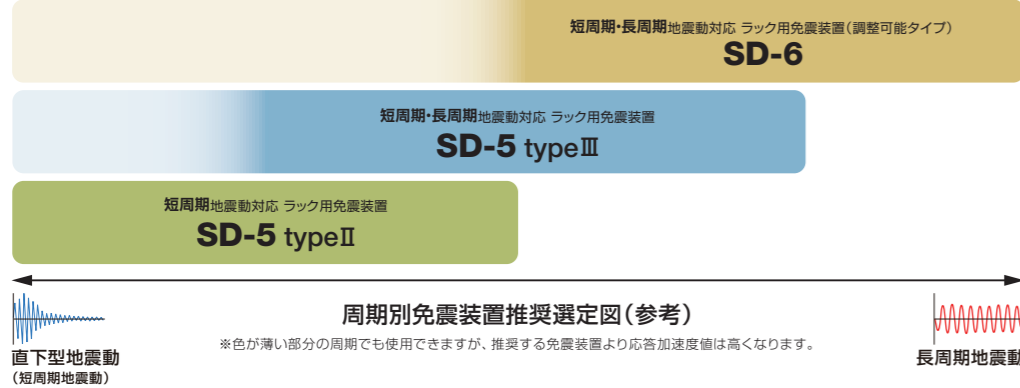 短周期・長周期地震動対応 ラック用免震装置(調整可能タイプ)
SD-6
短周期・長周期地震動対応 ラック用免震装置
SD-5 typeⅢ
短周期地震動対応 ラック用免震装置
SD-5 typeⅡ
周期別免震装置推奨選定図(参考)
※色が薄い部分の周期でも使用できますが、推奨する免震装置より応答加速度値は高くなります。
直下型地震動
(短周期地震動)
長周期地震動